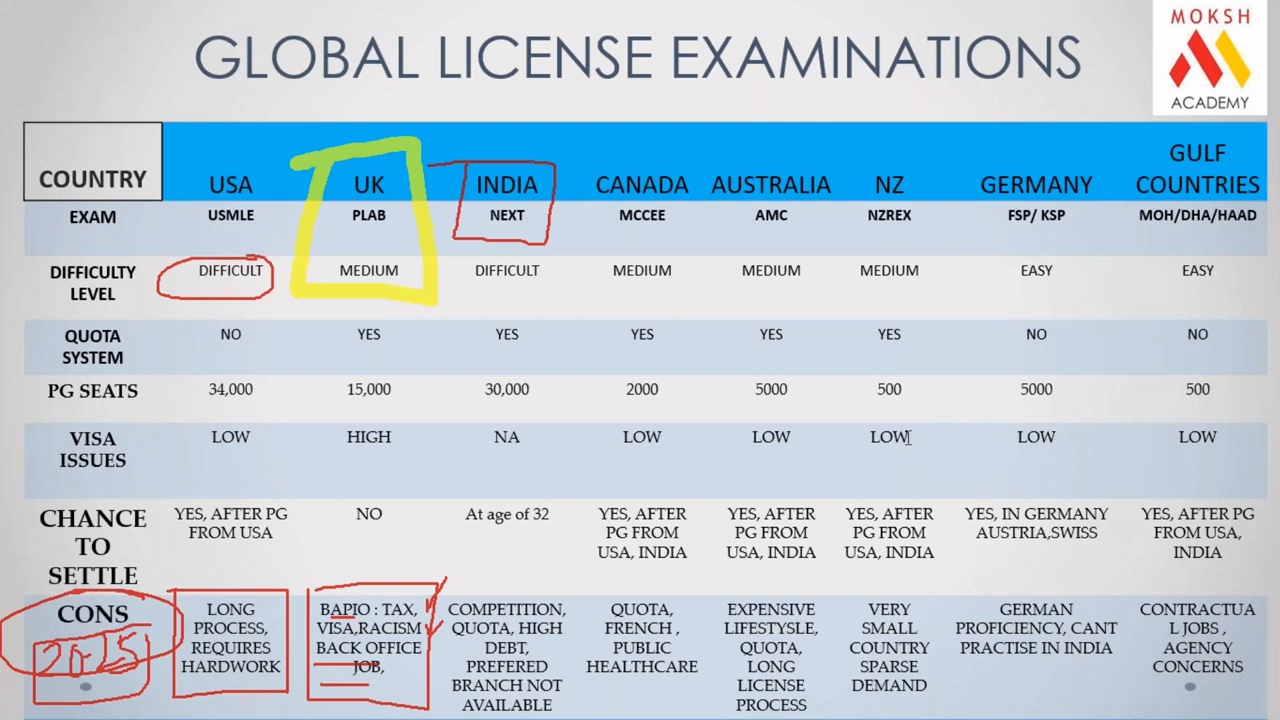 MOKSH
ACADEMY
GLOBAL LICENSE EXAMINATIONS
COUNTRY USA UK INDIA CANADA AUSTRALIA NZ GERMANY GULF COUNTRIES
EXAM USMLE PLAB NEXT MCCEE AMC NZREX FSP/ KSP MOH/DHA/HAAD
DIFFICULTY DIFFICULT MEDIUM DIFFICULT MEDIUM MEDIUM MEDIUM EASY EASY
LEVEL
QUOTA NO YES YES YES YES YES NO NO
SYSTEM
PG SEATS 34,000 15,000 30,000 2000 5000 500 5000 500
VISA LOW HIGH NA LOW LOW LOW LOW LOW
ISSUES
CHANCE YES, AFTER PG NO At age of 32 YES, AFTER YES, AFTER YES, AFTER YES, IN GERMANY YES, AFTER PG
TO FROM USA PG FROM PG FROM PG FROM AUSTRIA,SWISS FROM USA,
SETTLE USA, INDIA USA, INDIA USA, INDIA INDIA
CONS LONG BAPIO : TAX, COMPETITION, QUOTA, EXPENSIVE VERY GERMAN CONTRACTUA
PROCESS, VISA,RACISM QUOTA, HIGH FRENCH , LIFESTYSLE, SMALL PROFICIENCY, CANT L JOBS ,
2025 REQUIRES BACK OFFICE DEBT, PUBLIC QUOTA, COUNTRY PRACTISE IN INDIA AGENCY
HARDWORK JOB, PREFERED HEALTHCARE LONG SPARSE CONCERNS
BRANCH NOT LICENSE DEMAND
AVAILABLE PROCESS